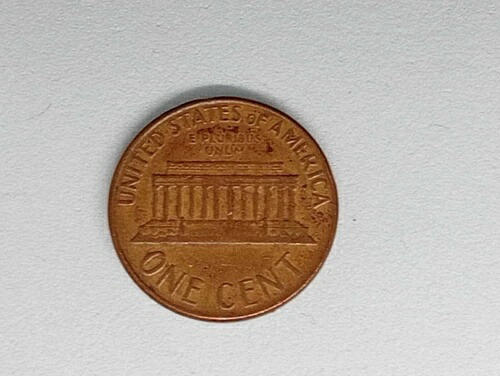 UNITED STATES OF AMERICA
E PLURIBUS
UNUM
ONE CENT